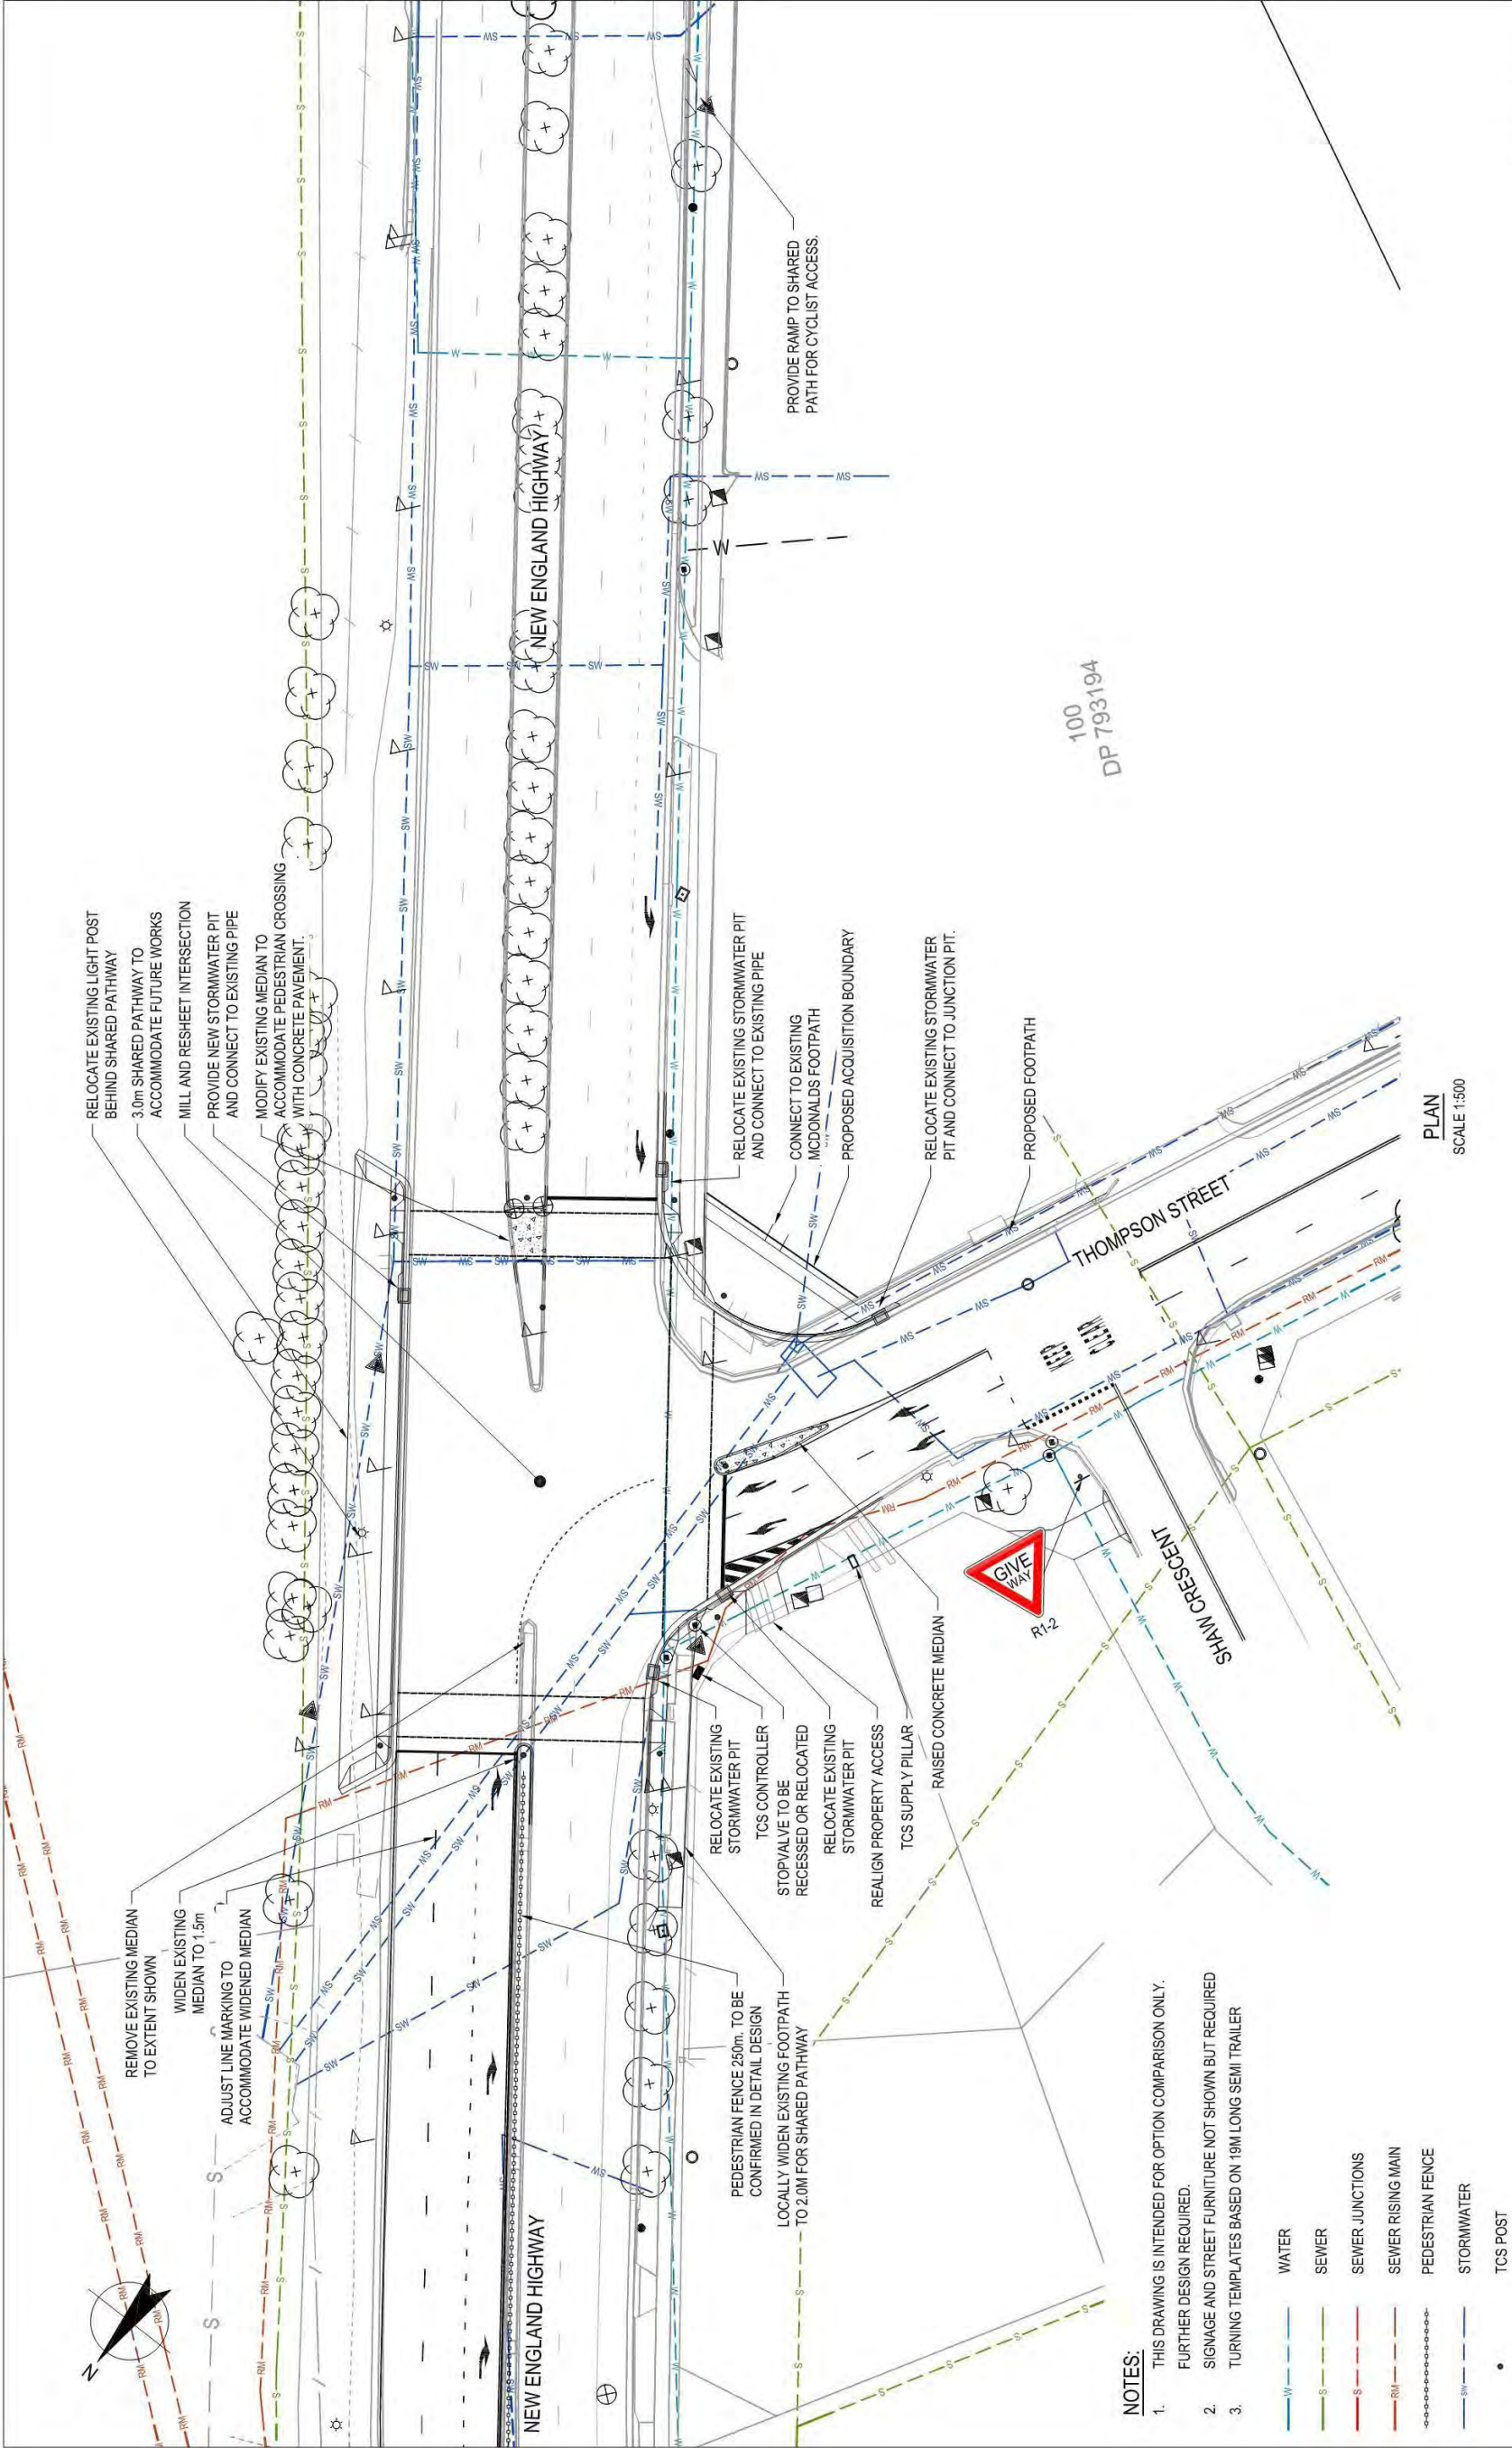 RELOCATE EXISTING LIGHT POST
BEHIND SHARED PATHWAY
3.0m SHARED PATHWAY TO
ACCOMMODATE FUTURE WORKS
MILL AND RESHEET INTERSECTION
PROVIDE NEW STORMWATER PIT
AND CONNECT TO EXISTING PIPE
MODIFY EXISTING MEDIAN TO
ACCOMMODATE PEDESTRIAN CROSSING
WITH CONCRETE PAVEMENT.
REMOVE EXISTING MEDIAN
TO EXTENT SHOWN
WIDEN EXISTING
MEDIAN TO 1.5m
ADJUST LINE MARKING TO
ACCOMMODATE WIDENED MEDIAN
N
NEW ENGLAND HIGHWAY
NEW ENGLAND HIGHWAY
PEDESTRIAN FENCE 250m. TO BE
CONFIRMED IN DETAIL DESIGN
LOCALLY WIDEN EXISTING FOOTPATH
TO 2.0M FOR SHARED PATHWAY
RELOCATE EXISTING
STORMWATER PIT
TCS CONTROLLER
STOPVALVE TO BE
RECESSED OR RELOCATED
RELOCATE EXISTING
STORMWATER PIT
REALIGN PROPERTY ACCESS
TCS SUPPLY PILLAR
RAISED CONCRETE MEDIAN
RELOCATE EXISTING STORMWATER PIT
AND CONNECT TO EXISTING PIPE
CONNECT TO EXISTING
MCDONALDS FOOTPATH
PROPOSED ACQUISITION BOUNDARY
RELOCATE EXISTING STORMWATER
PIT AND CONNECT TO JUNCTION PIT.
PROPOSED FOOTPATH
PROVIDE RAMP TO SHARED
PATH FOR CYCLIST ACCESS.
100
DP 793194
THOMPSON STREET
SHAW CRESCENT
GIVE
WAY
R1-2
PLAN
SCALE 1:500
NOTES:
1. THIS DRAWING IS INTENDED FOR OPTION COMPARISON ONLY.
FURTHER DESIGN REQUIRED.
2. SIGNAGE AND STREET FURNITURE NOT SHOWN BUT REQUIRED
3. TURNING TEMPLATES BASED ON 19M LONG SEMI TRAILER
W WATER
S SEWER
S SEWER JUNCTIONS
RM SEWER RISING MAIN
PEDESTRIAN FENCE
SW STORMWATER
TCS POST